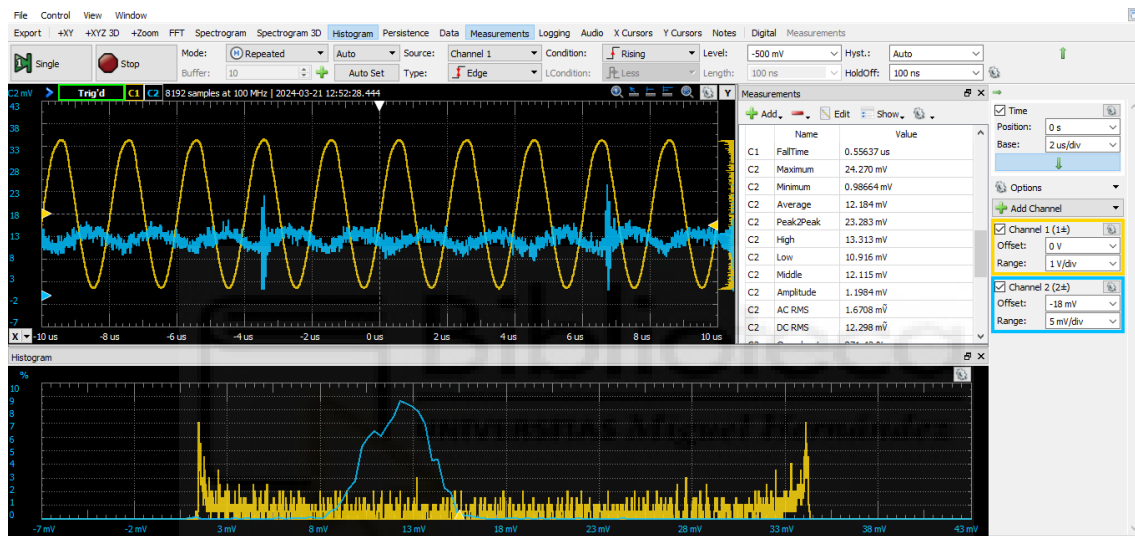 File Control View Window
Export +XY +XYZ 3D +Zoom FFT Spectrogram Spectrogram 3D Histogram Persistence Data Measurements Logging Audio X Cursors Y Cursors Notes Digital Measurements
Single Stop Mode: Repeated Auto Source: Channel 1 Condition: Rising Level: -500 mV Hyst.: Auto
Buffer: 10 Auto Set Type: Edge LCondition: Less Length: 100 ns HoldOff: 100 ns
C2 mV Trig'd C1 C2 8192 samples at 100 MHz | 2024-03-21 12:52:28.444 Y
43
38
33
28
23
18
13
8
3
-2
-7
X -10 us -8 us -6 us -4 us -2 us 0 us 2 us 4 us 6 us 8 us 10 us
Measurements
Add Edit Show
Name Value
C1 FallTime 0.55637 us
C2 Maximum 24.270 mV
C2 Minimum 0.98664 mV
C2 Average 12.184 mV
C2 Peak2Peak 23.283 mV
C2 High 13.313 mV
C2 Low 10.916 mV
C2 Middle 12.115 mV
C2 Amplitude 1.1984 mV
C2 AC RMS 1.6708 mṼ
C2 DC RMS 12.298 mṼ
Time
Position: 0 s
Base: 2 us/div
Options
Add Channel
Channel 1 (1±)
Offset: 0 V
Range: 1 V/div
Channel 2 (2±)
Offset: -18 mV
Range: 5 mV/div
Histogram
%
10
9
8
7
6
5
4
3
2
1
0
-7 mV -2 mV 3 mV 8 mV 13 mV 18 mV 23 mV 28 mV 33 mV 38 mV 43 mV
Biblioteca
UNIVERSITAS Miguel Hernández